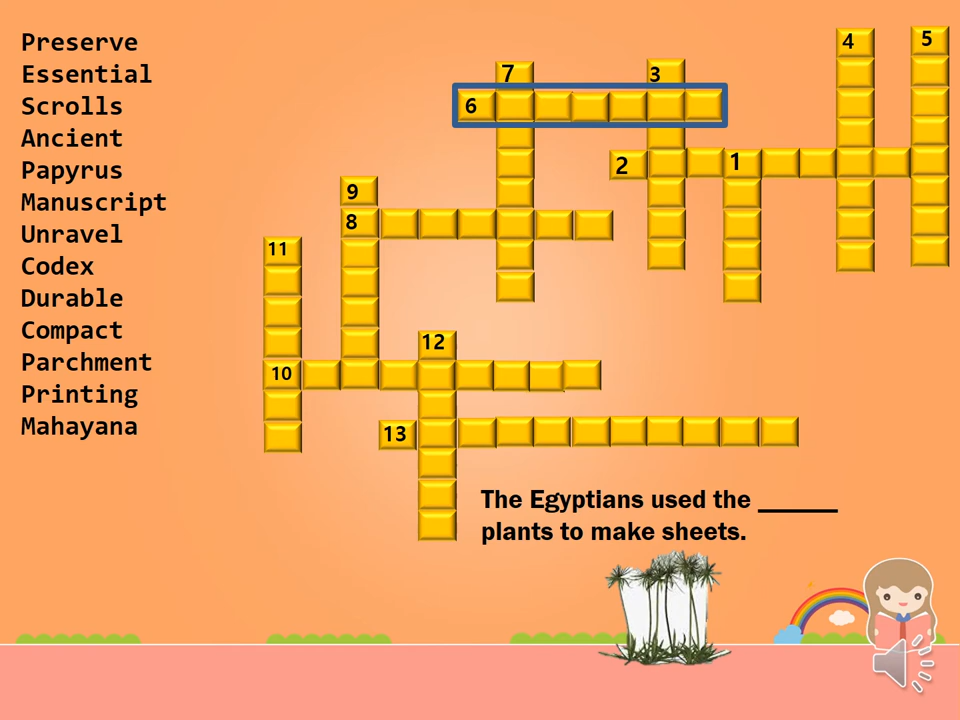 Preserve
Essential
Scrolls
Ancient
Papyrus
Manuscript
Unravel
Codex
Durable
Compact
Parchment
Printing
Mahayana
4
5
7
3
6
2
1
9
8
11
12
10
13
The Egyptians used the ______
plants to make sheets.